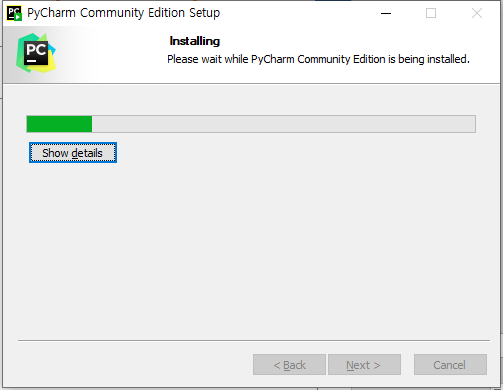 PC PyCharm Community Edition Setup
PC
Installing
Please wait while PyCharm Community Edition is being installed.
Show details
< Back
Next >
Cancel